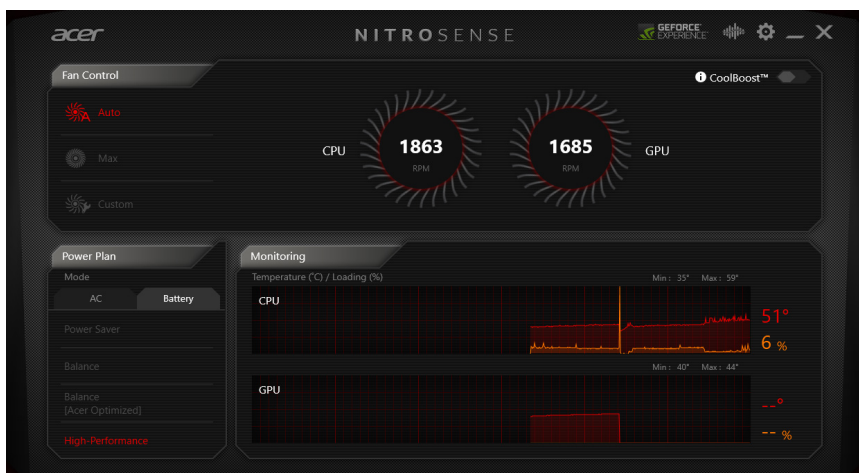 acer
NITROSENSE
GEFORCE
EXPERIENCE
Fan Control
CoolBoost™
Auto
Max
Custom
CPU
1863
RPM
1685
RPM
GPU
Power Plan
Mode
AC
Battery
Power Saver
Balance
Balance
[Acer Optimized]
High-Performance
Monitoring
Temperature (°C) / Loading (%)
Min : 35° Max : 59°
CPU
51°
6 %
Min : 40° Max : 44°
GPU
--°
-- %